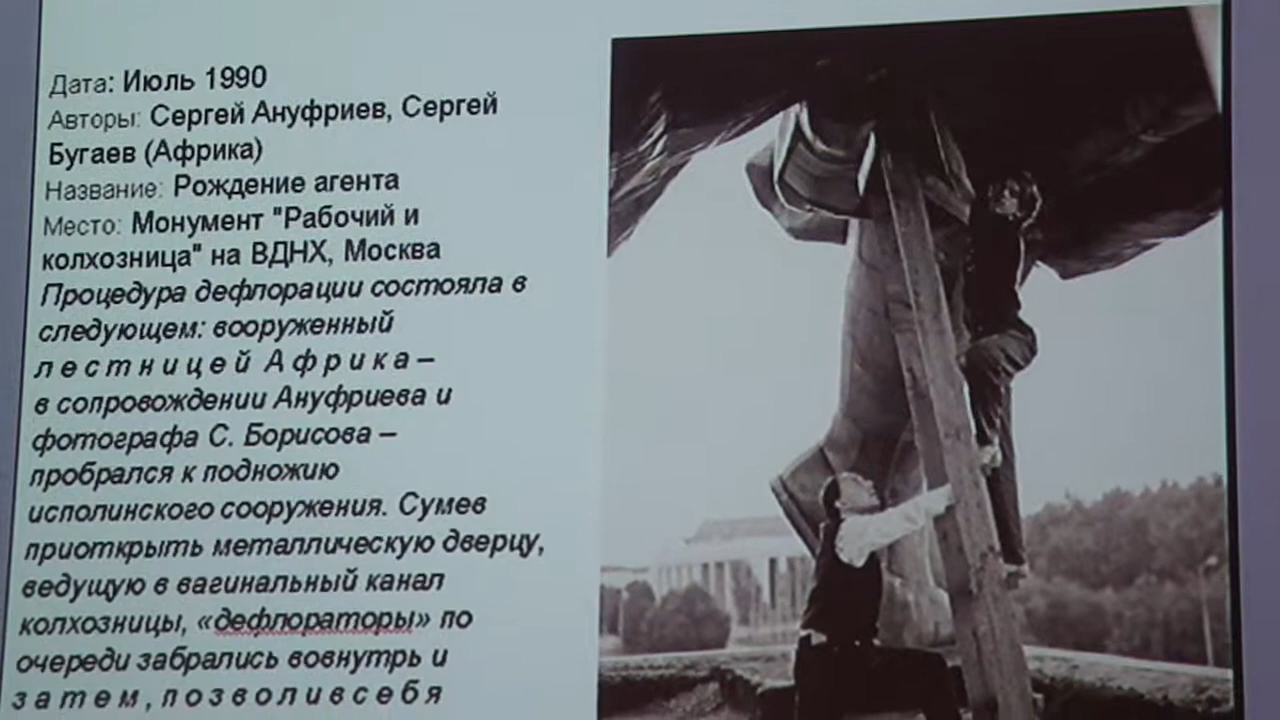 Дата: Июль 1990
Авторы: Сергей Ануфриев, Сергей
Бугаев (Африка)
Название: Рождение агента
Место: Монумент "Рабочий и
колхозница" на ВДНХ, Москва
Процедура дефлорации состояла в
следующем: вооруженный
лестницей Африка –
в сопровождении Ануфриева и
фотографа С. Борисова –
пробрался к подножию
исполинского сооружения. Сумев
приоткрыть металлическую дверцу,
ведущую в вагинальный канал
колхозницы, «дефлораторы» по
очереди забрались вовнутрь и
затем, позволив себя